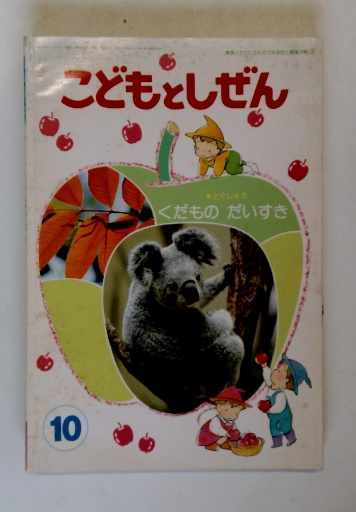 こどもとしぜん
★とくしゅう
くだもの だいすき
10